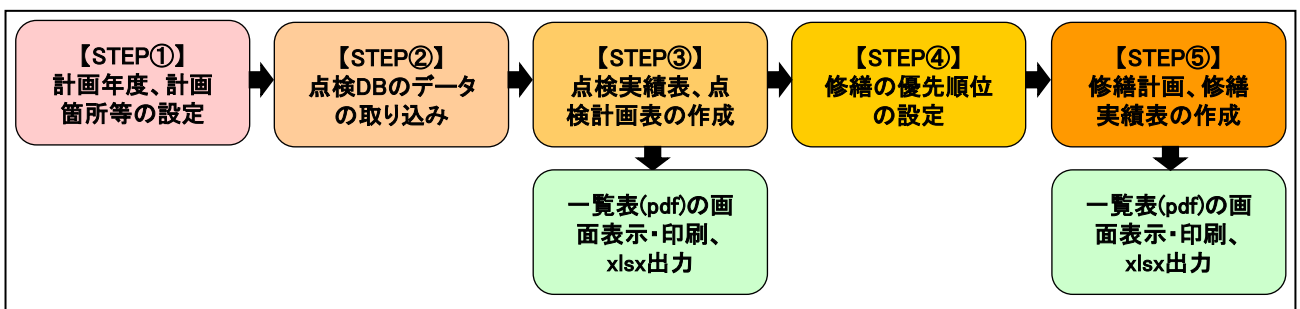 【STEP①】
計画年度、計画
箇所等の設定
【STEP②】
点検DBのデータ
の取り込み
【STEP③】
点検実績表、点
検計画表の作成
【STEP④】
修繕の優先順位
の設定
【STEP⑤】
修繕計画、修繕
実績表の作成
一覧表(pdf)の画
面表示・印刷、
xlsx出力
一覧表(pdf)の画
面表示・印刷、
xlsx出力